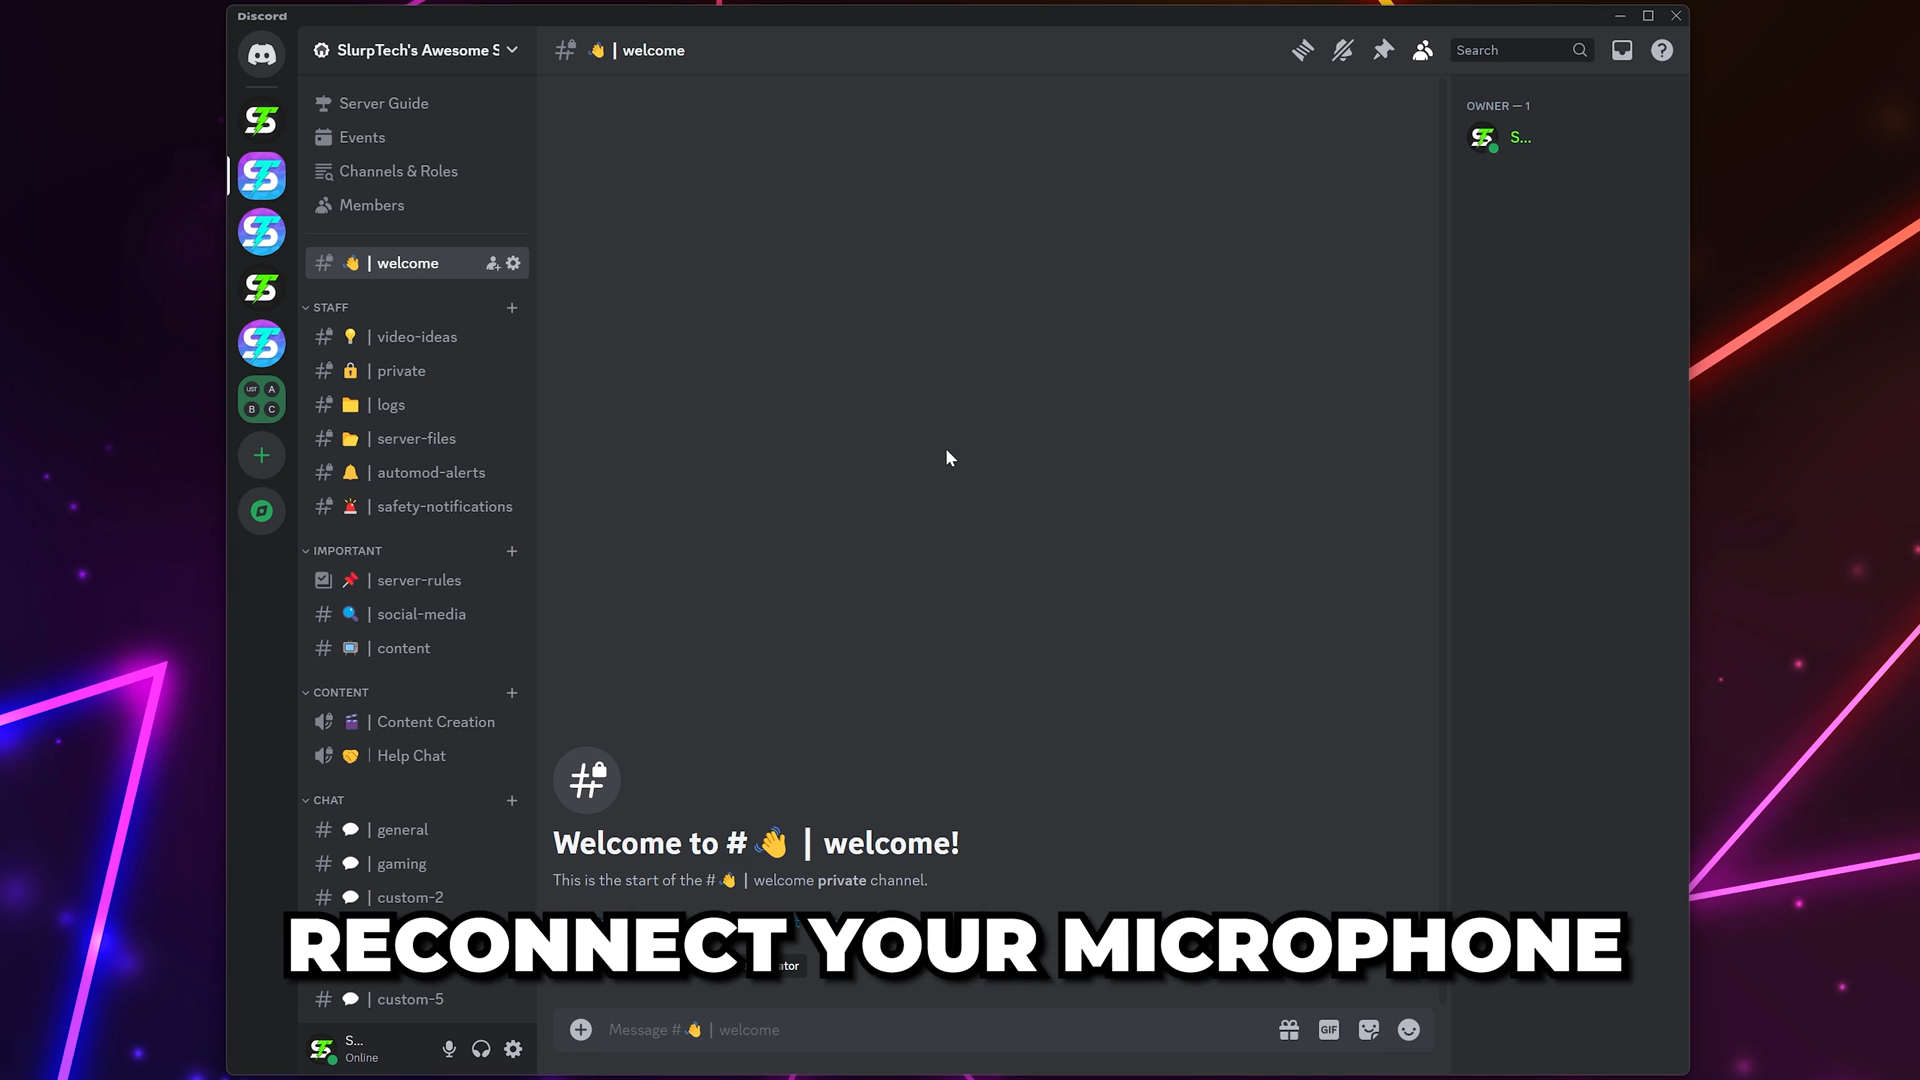 Discord
SlurpTech's Awesome S
👋 | welcome
Search
Server Guide
Events
Channels & Roles
Members
👋 | welcome
STAFF
💡 | video-ideas
🔒 | private
📁 | logs
📂 | server-files
🔔 | automod-alerts
🚨 | safety-notifications
IMPORTANT
📌 | server-rules
🔍 | social-media
📺 | content
CONTENT
🎬 | Content Creation
🤝 | Help Chat
CHAT
💬 | general
💬 | gaming
💬 | custom-2
💬 | custom-5
S...
Online
LIST A
B C
Welcome to # 👋 | welcome!
This is the start of the # 👋 | welcome private channel.
RECONNECT YOUR MICROPHONE
ator
Message # 👋 | welcome
GIF
OWNER — 1
S...